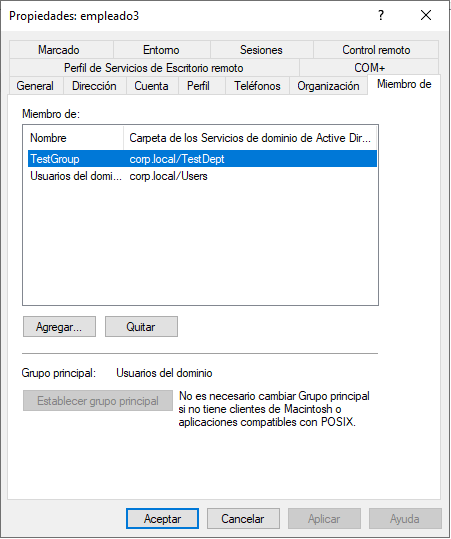 Propiedades: empleado3
Marcado Entorno Sesiones Control remoto
Perfil de Servicios de Escritorio remoto COM+
General Dirección Cuenta Perfil Teléfonos Organización Miembro de
Miembro de:
Nombre Carpeta de los Servicios de dominio de Active Dir...
TestGroup corp.local/TestDept
Usuarios del domi... corp.local/Users
Agregar... Quitar
Grupo principal: Usuarios del dominio
Establecer grupo principal
No es necesario cambiar Grupo principal
si no tiene clientes de Macintosh o
aplicaciones compatibles con POSIX.
Aceptar Cancelar Aplicar Ayuda